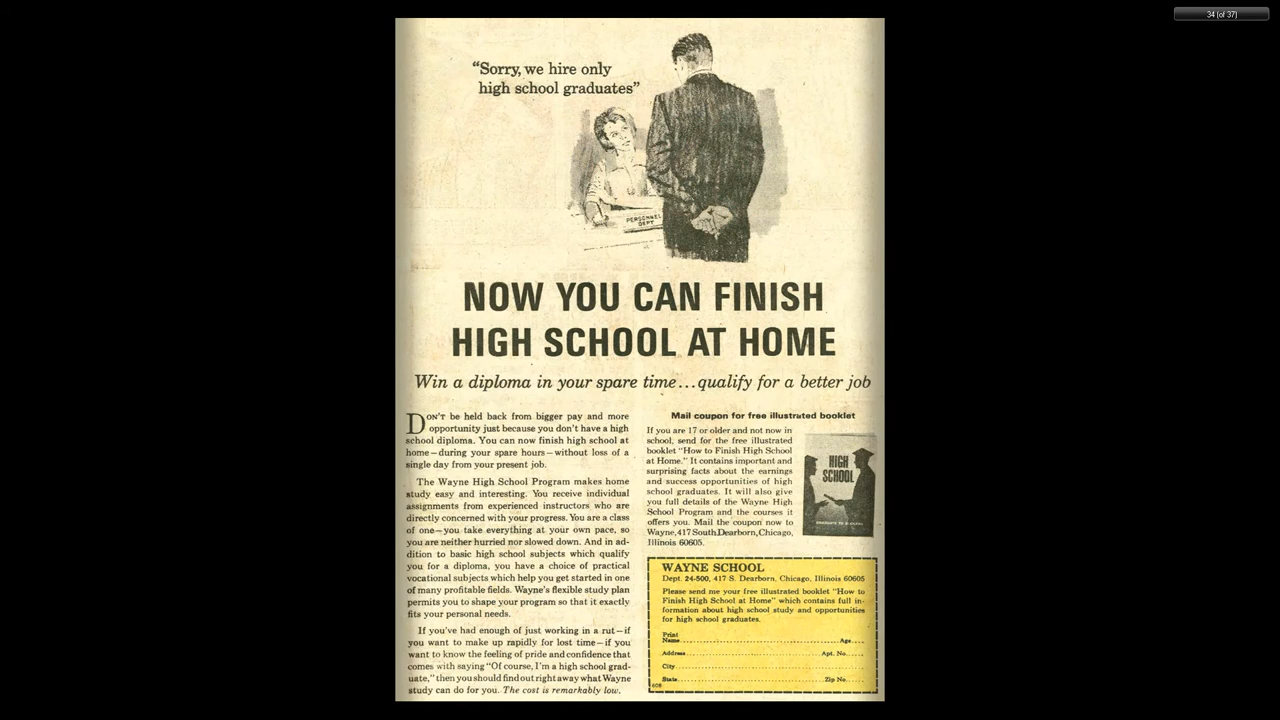 34 (of 37)
“Sorry, we hire only
high school graduates”
PERSONNEL
DEPT
NOW YOU CAN FINISH
HIGH SCHOOL AT HOME
Win a diploma in your spare time...qualify for a better job
DON'T be held back from bigger pay and more
opportunity just because you don't have a high
school diploma. You can now finish high school at
home—during your spare hours—without loss of a
single day from your present job.
The Wayne High School Program makes home
study easy and interesting. You receive individual
assignments from experienced instructors who are
directly concerned with your progress. You are a class
of one—you take everything at your own pace, so
you are neither hurried nor slowed down. And in ad-
dition to basic high school subjects which qualify
you for a diploma, you have a choice of practical
vocational subjects which help you get started in one
of many profitable fields. Wayne's flexible study plan
permits you to shape your program so that it exactly
fits your personal needs.
If you've had enough of just working in a rut—if
you want to make up rapidly for lost time—if you
want to know the feeling of pride and confidence that
comes with saying “Of course, I'm a high school grad-
uate,” then you should find out right away what Wayne
study can do for you. The cost is remarkably low.
Mail coupon for free illustrated booklet
If you are 17 or older and not now in
school, send for the free illustrated
booklet “How to Finish High School
at Home.” It contains important and
surprising facts about the earnings
and success opportunities of high
school graduates. It will also give
you full details of the Wayne High
School Program and the courses it
offers you. Mail the coupon now to
Wayne, 417 South Dearborn, Chicago,
Illinois 60605.
HIGH
SCHOOL
WAYNE SCHOOL
Dept. 24-500, 417 S. Dearborn, Chicago, Illinois 60605
Please send me your free illustrated booklet “How to
Finish High School at Home” which contains full in-
formation about high school study and opportunities
for high school graduates.
Print
Name Age
Address Apt. No.
City
State Zip No.
608